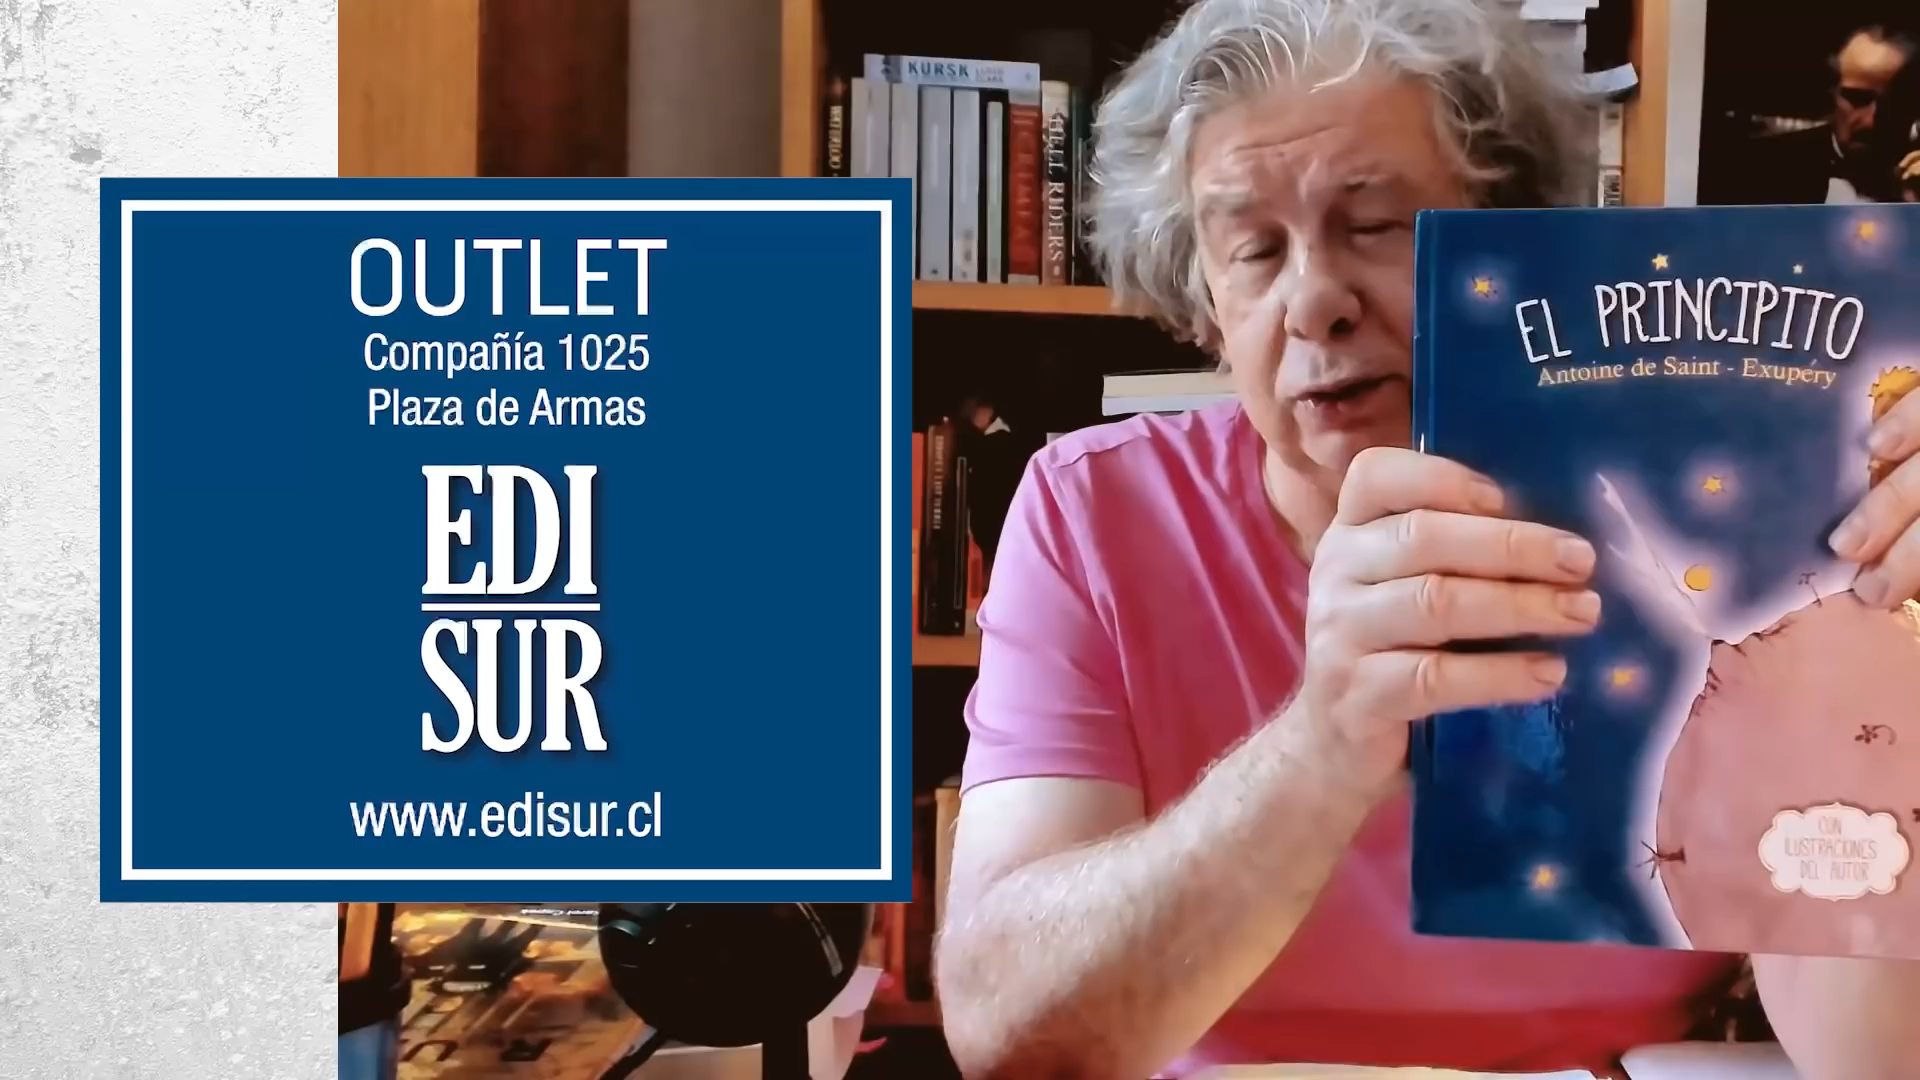 OUTLET
Compañía 1025
Plaza de Armas
EDI
SUR
www.edisur.cl
KURSK
HELL RIDERS
EL PRINCIPITO
Antoine de Saint - Exupéry
CON
ILUSTRACIONES
DEL AUTOR